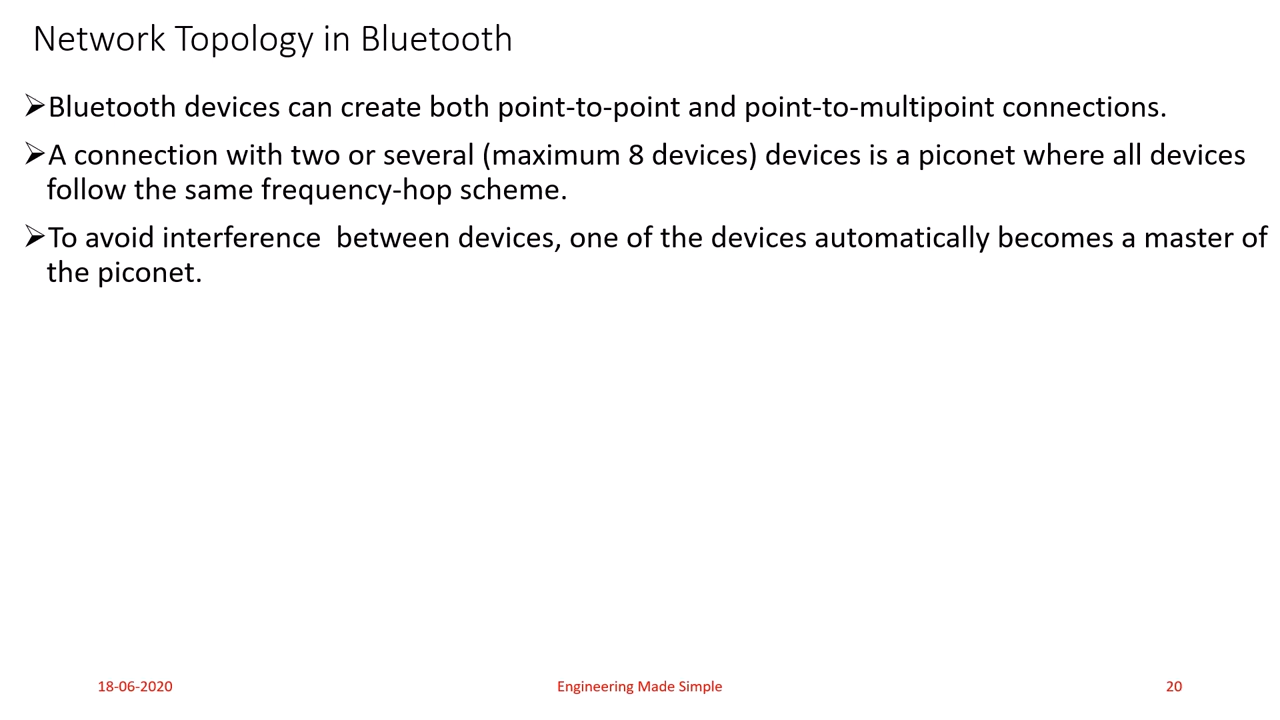 Network Topology in Bluetooth
➢Bluetooth devices can create both point-to-point and point-to-multipoint connections.
➢A connection with two or several (maximum 8 devices) devices is a piconet where all devices
follow the same frequency-hop scheme.
➢To avoid interference  between devices, one of the devices automatically becomes a master of
the piconet.
18-06-2020
Engineering Made Simple
20